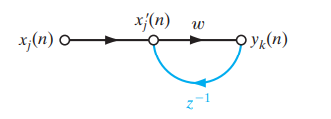 x′ⱼ(n) w
xⱼ(n) yₖ(n)
z⁻¹